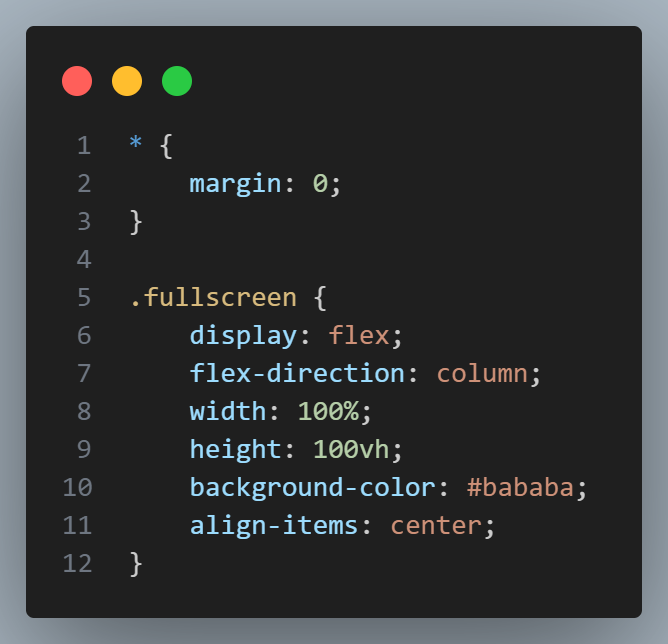 1 * {
2     margin: 0;
3 }
4
5 .fullscreen {
6     display: flex;
7     flex-direction: column;
8     width: 100%;
9     height: 100vh;
10     background-color: #bababa;
11     align-items: center;
12 }